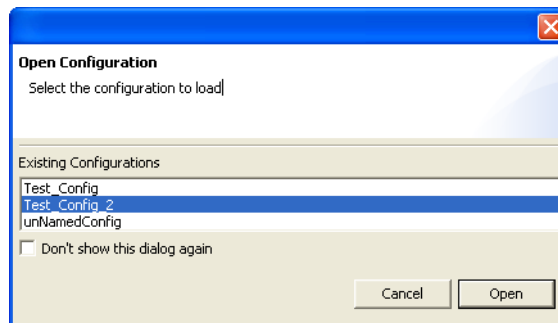 Open Configuration
Select the configuration to load
Existing Configurations
Test_Config
Test_Config_2
unNamedConfig
Don't show this dialog again
Cancel Open